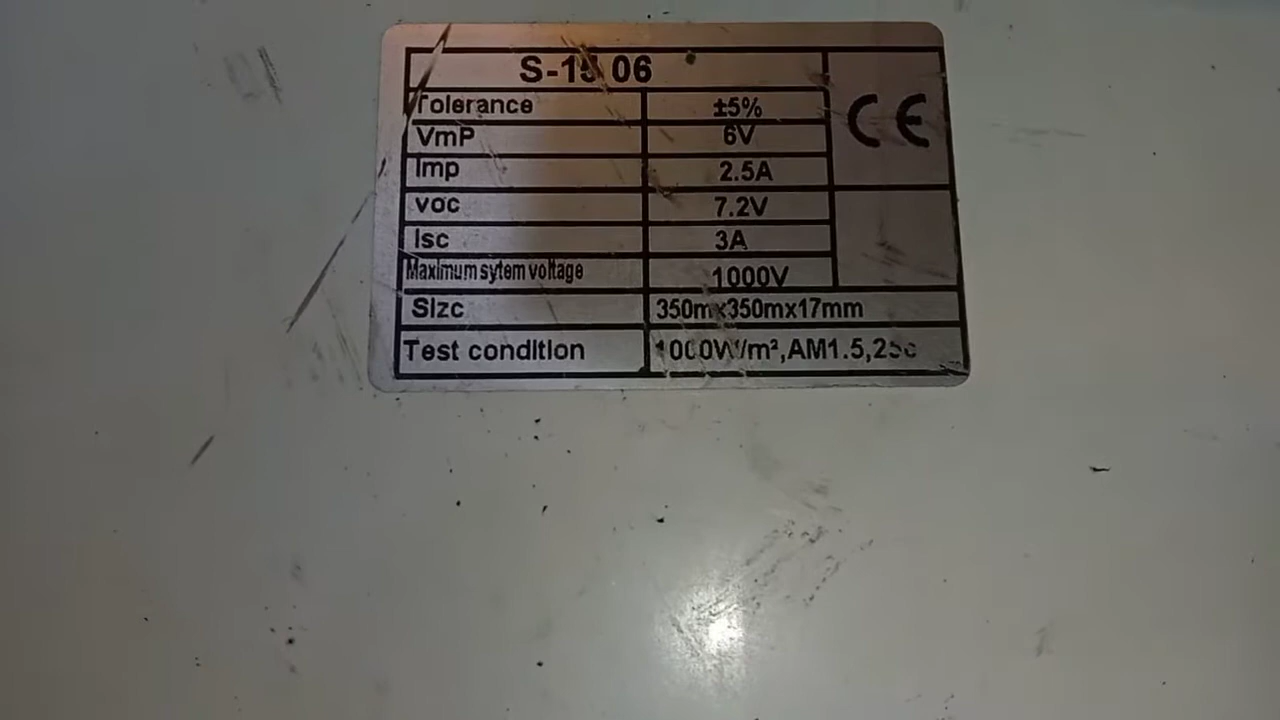 S-15 06
Tolerance ±5%
VmP 6V
Imp 2.5A
voc 7.2V
Isc 3A
Maximum sytem voltage 1000V
Size 350mx350mx17mm
Test condition 1000W/m²,AM1.5,25c
CE